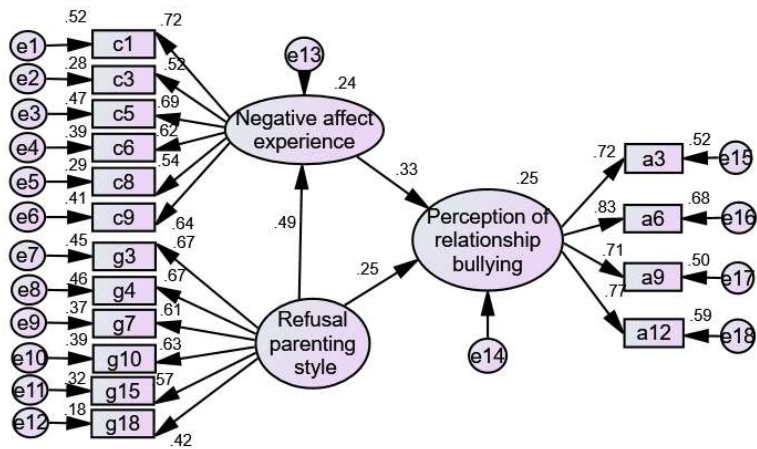 .52
.72
e1
c1
.28
.52
e2
c3
.47
.69
e3
c5
.39
.62
e4
c6
.29
.54
e5
c8
.41
.64
e6
c9
e13
.24
Negative affect
experience
.33
.49
.25
.45
.67
e7
g3
.46
.67
e8
g4
.37
.61
e9
g7
.39
.63
e10
g10
.32
.57
e11
g15
.18
.42
e12
g18
Refusal
parenting
style
.25
Perception of
relationship
bullying
e14
.72
a3
.52
e15
.83
a6
.68
e16
.71
a9
.50
e17
.77
a12
.59
e18